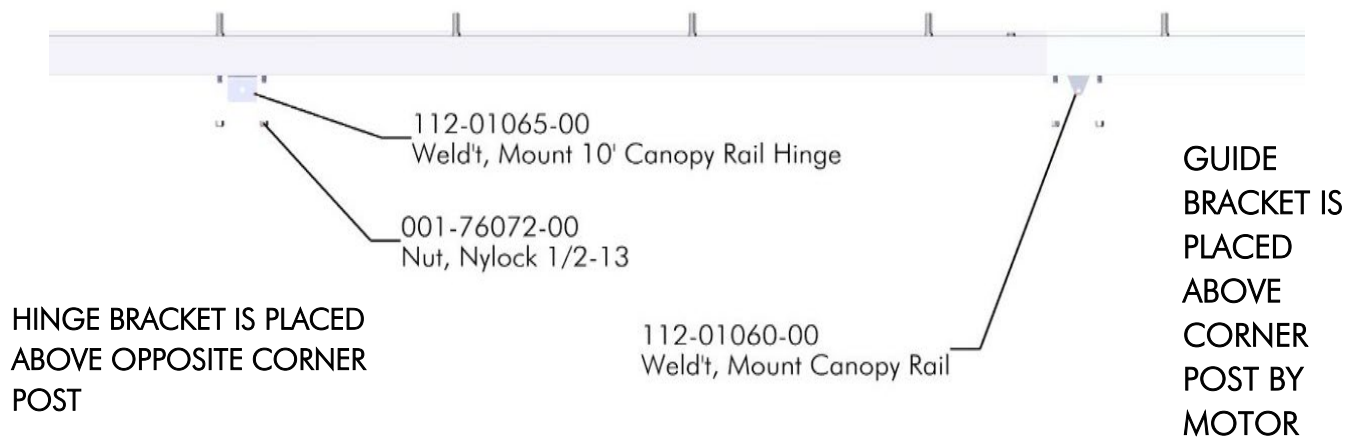 112-01065-00
Weld't, Mount 10' Canopy Rail Hinge
001-76072-00
Nut, Nylock 1/2-13
HINGE BRACKET IS PLACED
ABOVE OPPOSITE CORNER
POST
112-01060-00
Weld't, Mount Canopy Rail
GUIDE
BRACKET IS
PLACED
ABOVE
CORNER
POST BY
MOTOR